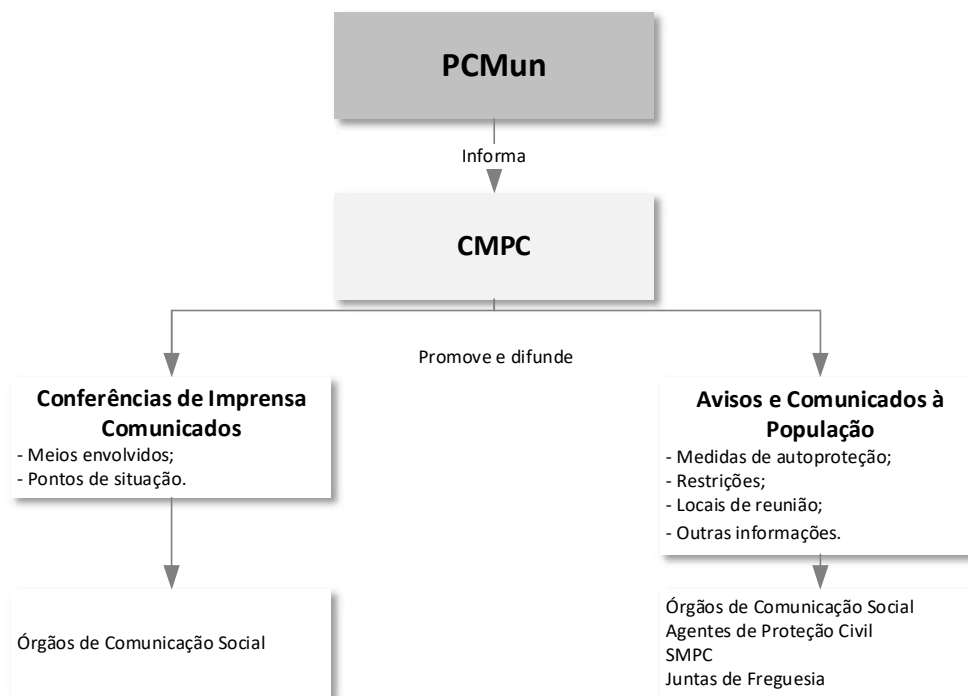 PCMun
Informa
CMPC
Promove e difunde
Conferências de Imprensa
Comunicados
- Meios envolvidos;
- Pontos de situação.
Avisos e Comunicados à
População
- Medidas de autoproteção;
- Restrições;
- Locais de reunião;
- Outras informações.
Órgãos de Comunicação Social
Órgãos de Comunicação Social
Agentes de Proteção Civil
SMPC
Juntas de Freguesia